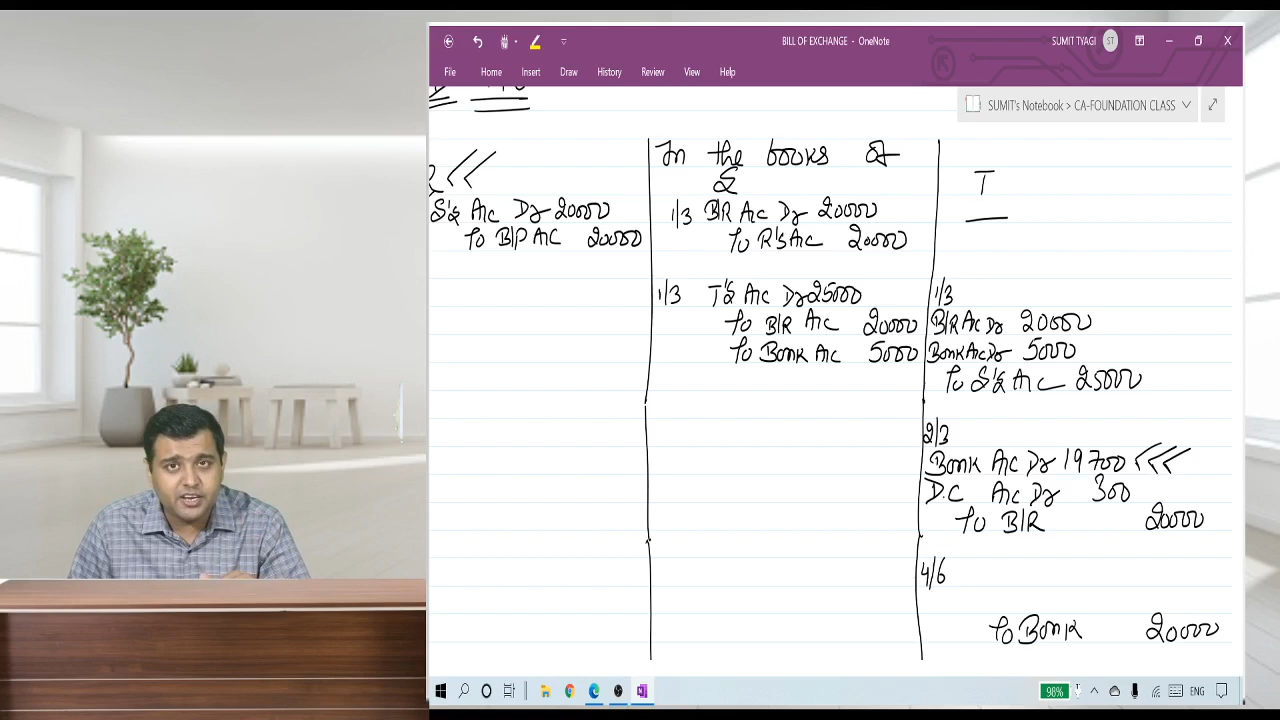 BILL OF EXCHANGE - OneNote
SUMIT TYAGI ST
File Home Insert Draw History Review View Help
SUMIT's Notebook > CA-FOUNDATION CLASS
S's A/c Dr 20000
To B/P A/C 20000
In the books of
S
1/3 B/R A/C Dr 20000
To R's A/C 20000
1/3 T's A/c Dr 25000
To B/R A/c 20000
To Bank A/c 5000
T
1/3
B/R A/C Dr 20000
Bank A/C Dr 5000
To S's A/c 25000
2/3
Bank A/c Dr 19700
D.C A/c Dr 300
To B/R 20000
4/6
To Bank 20000
98%
ENG